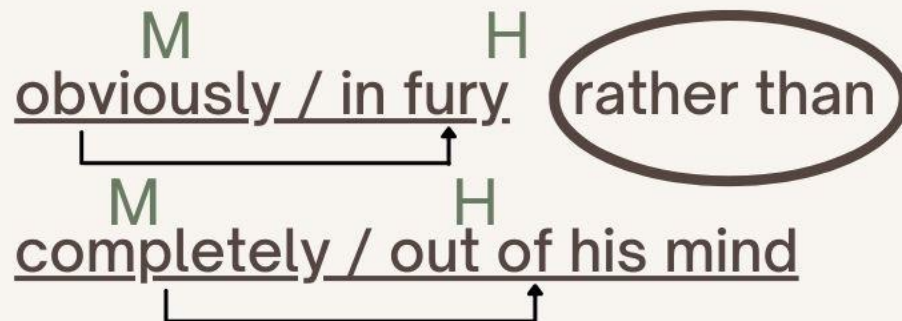 M H
obviously / in fury rather than
M H
completely / out of his mind